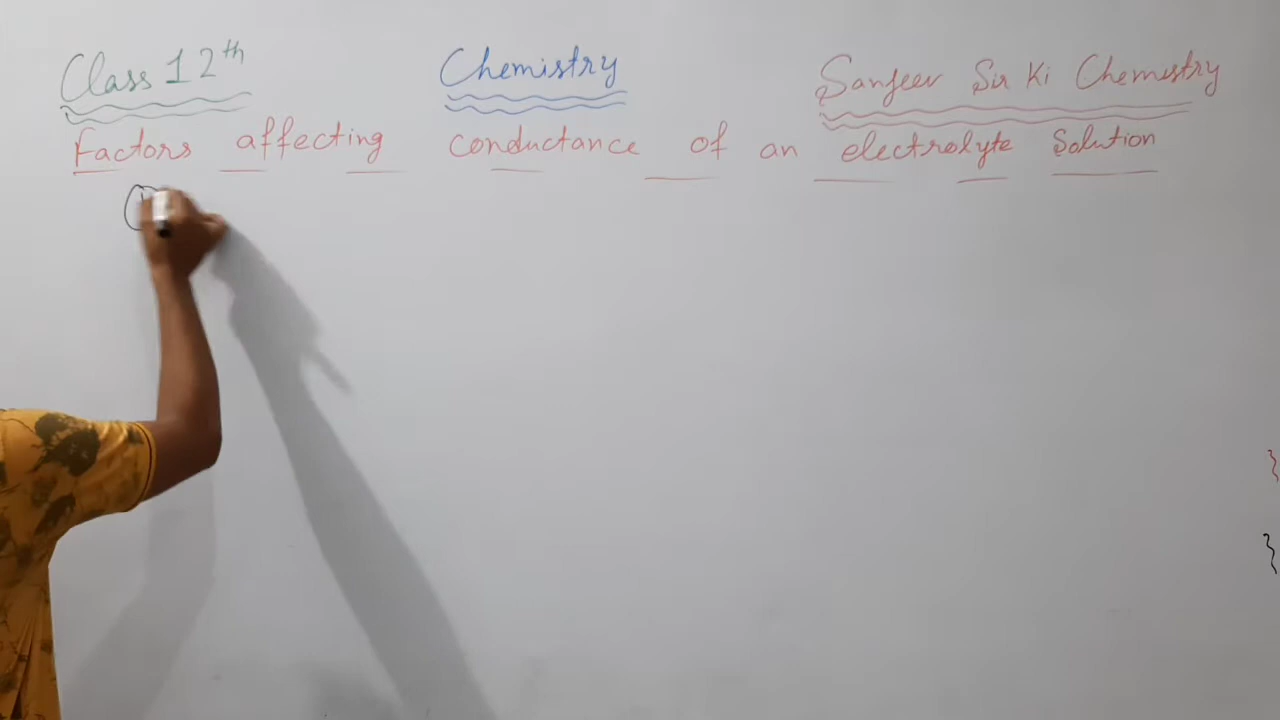 Class 12th Chemistry Sanjeev Sir Ki Chemistry
Factors affecting conductance of an electrolyte Solution